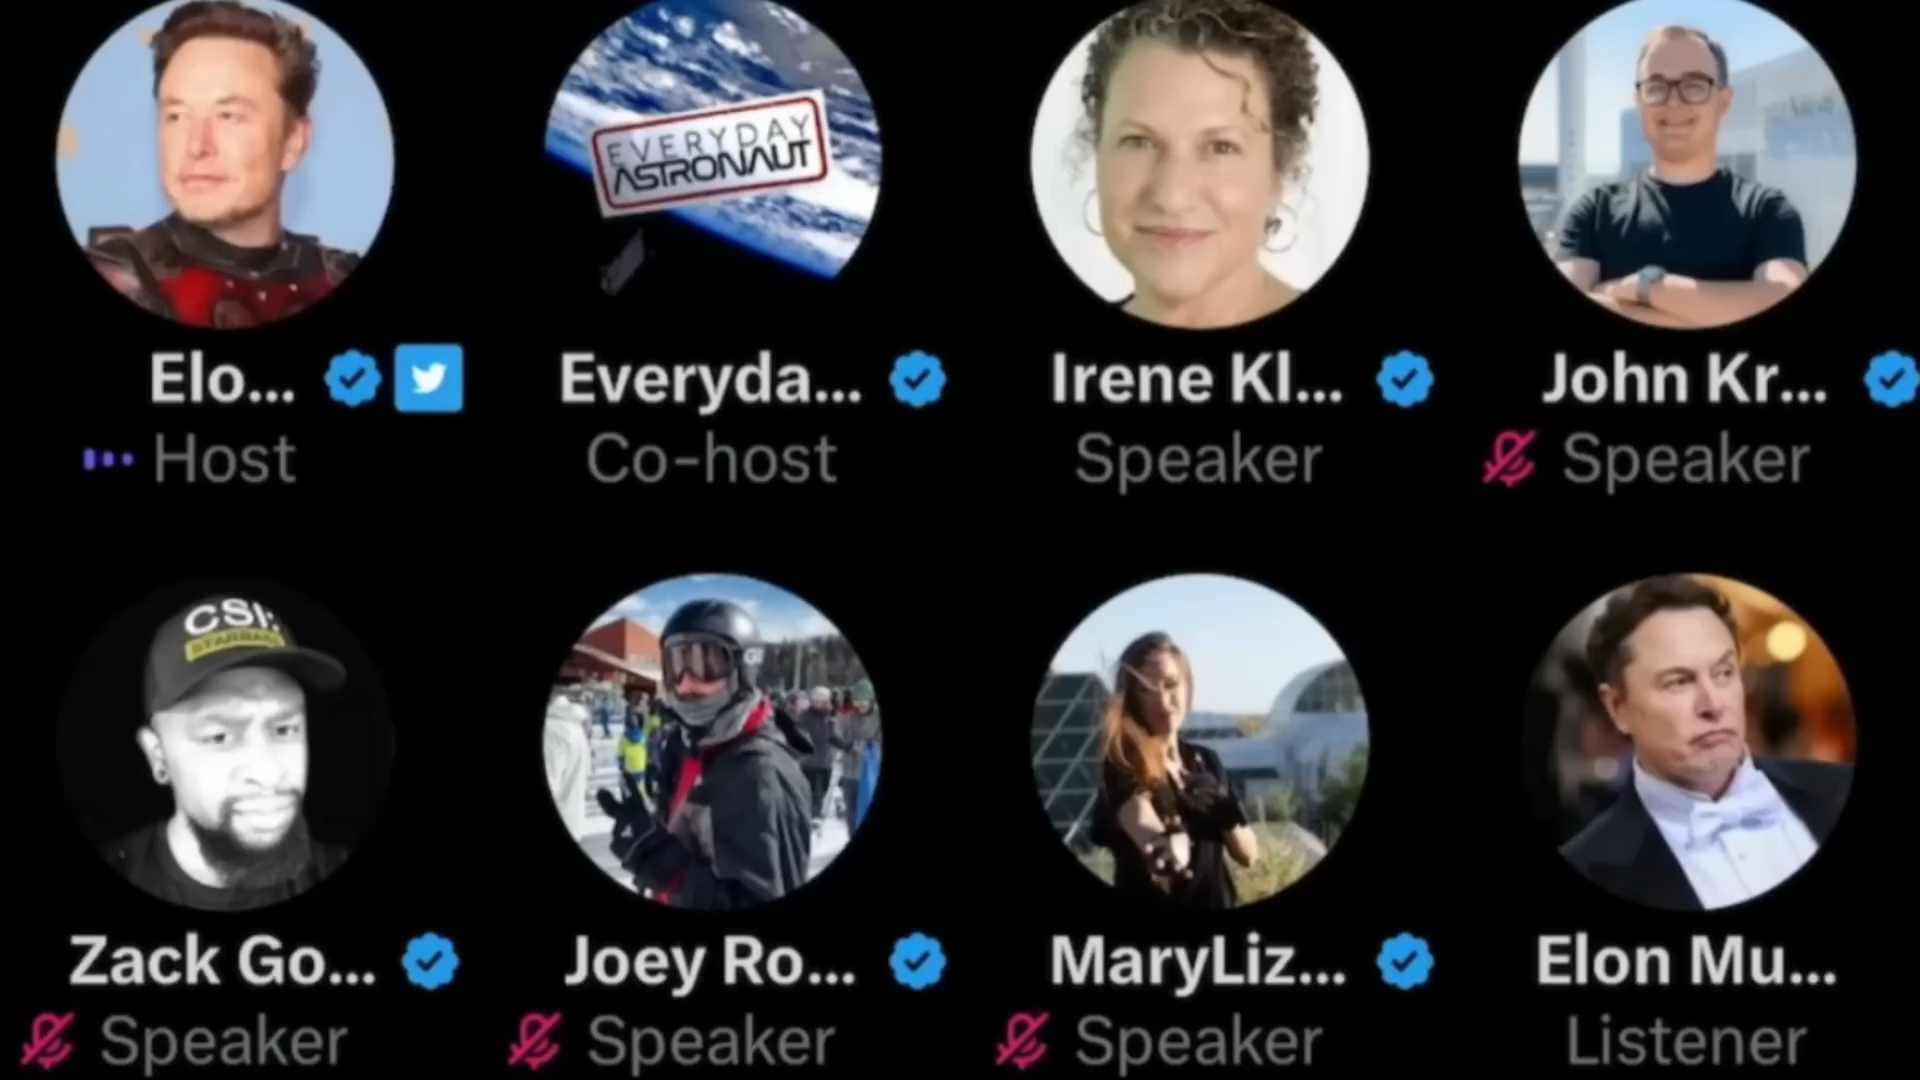 EVERYDAY
ASTRONAUT
Elo...
Everyda...
Irene Kl...
John Kr...
Host
Co-host
Speaker
Speaker
CSI:
STARBASE
Zack Go...
Joey Ro...
MaryLiz...
Elon Mu...
Speaker
Speaker
Speaker
Listener